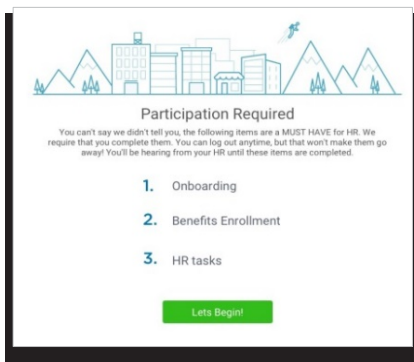 Participation Required
You can't say we didn't tell you, the following items are a MUST HAVE for HR. We
require that you complete them. You can log out anytime, but that won't make them go
away! You'll be hearing from your HR until these items are completed.
1. Onboarding
2. Benefits Enrollment
3. HR tasks
Lets Begin!